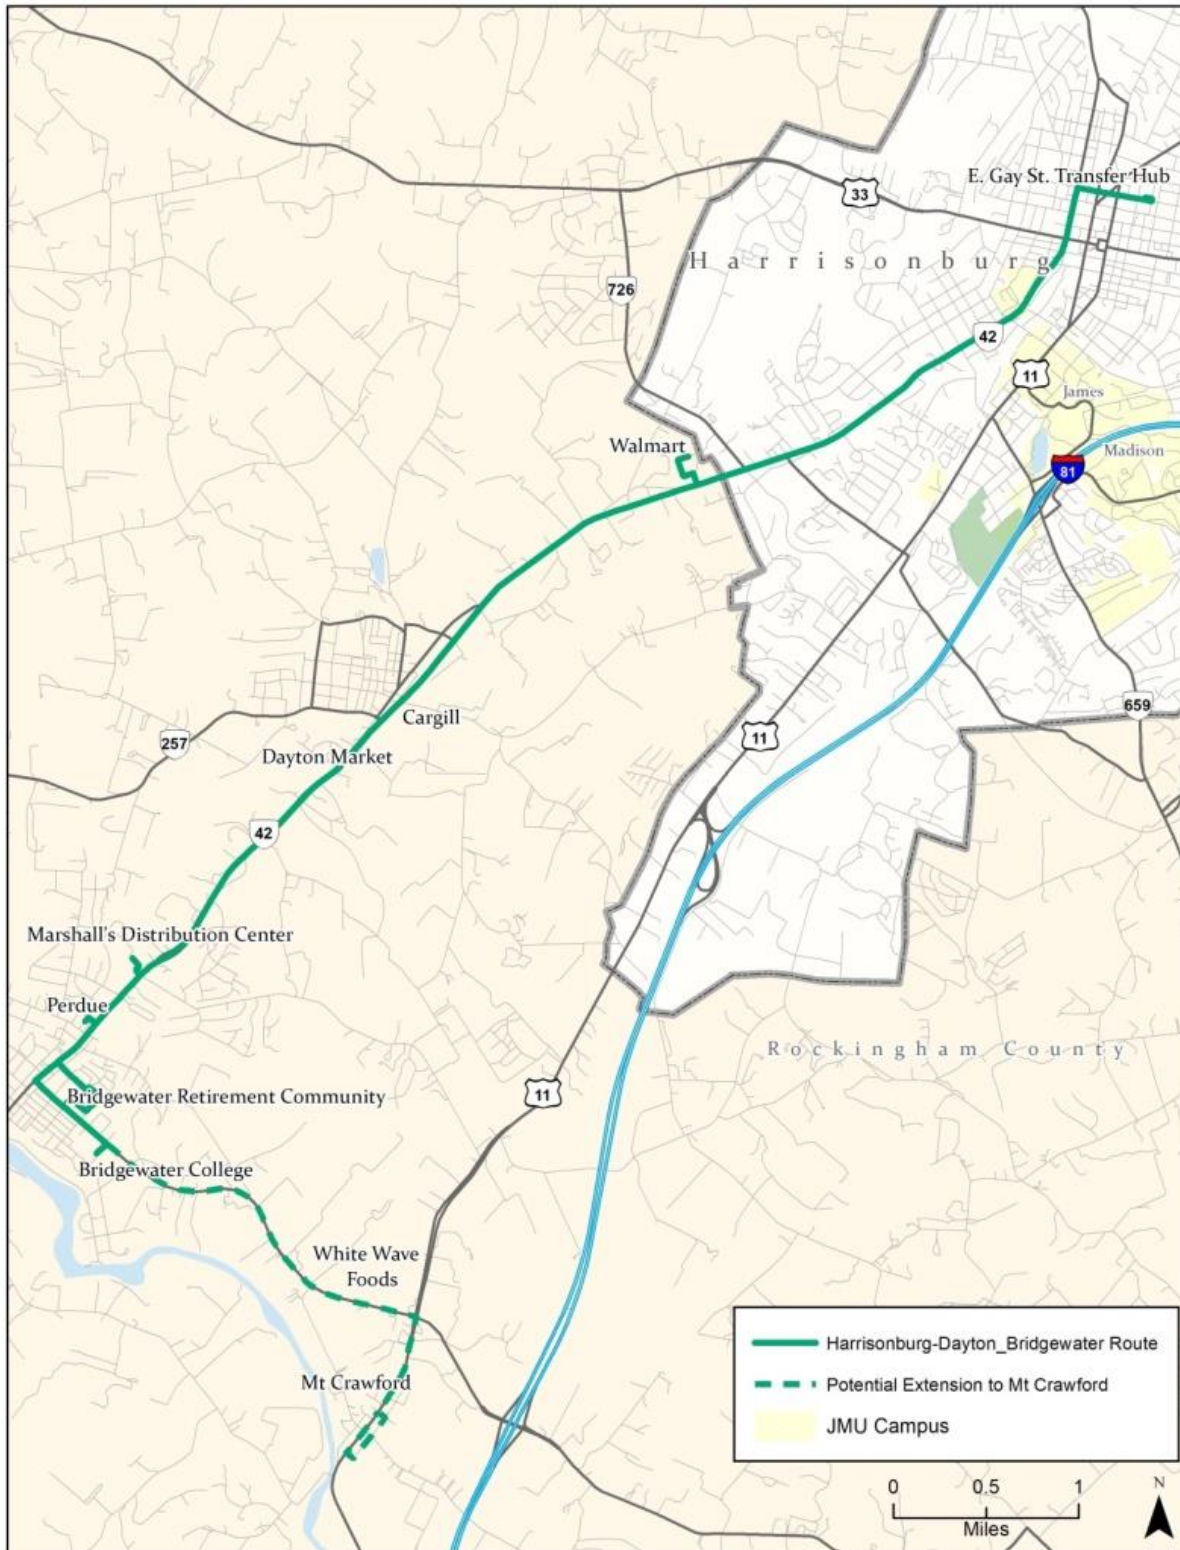 E. Gay St. Transfer Hub
33
Harrisonburg
726
42
11
James
Walmart
Madison
81
659
Cargill
11
257
Dayton Market
42
Marshall's Distribution Center
Perdue
Rockingham County
11
Bridgewater Retirement Community
Bridgewater College
White Wave
Foods
Mt Crawford
Harrisonburg-Dayton_Bridgewater Route
Potential Extension to Mt Crawford
JMU Campus
0 0.5 1
Miles
N